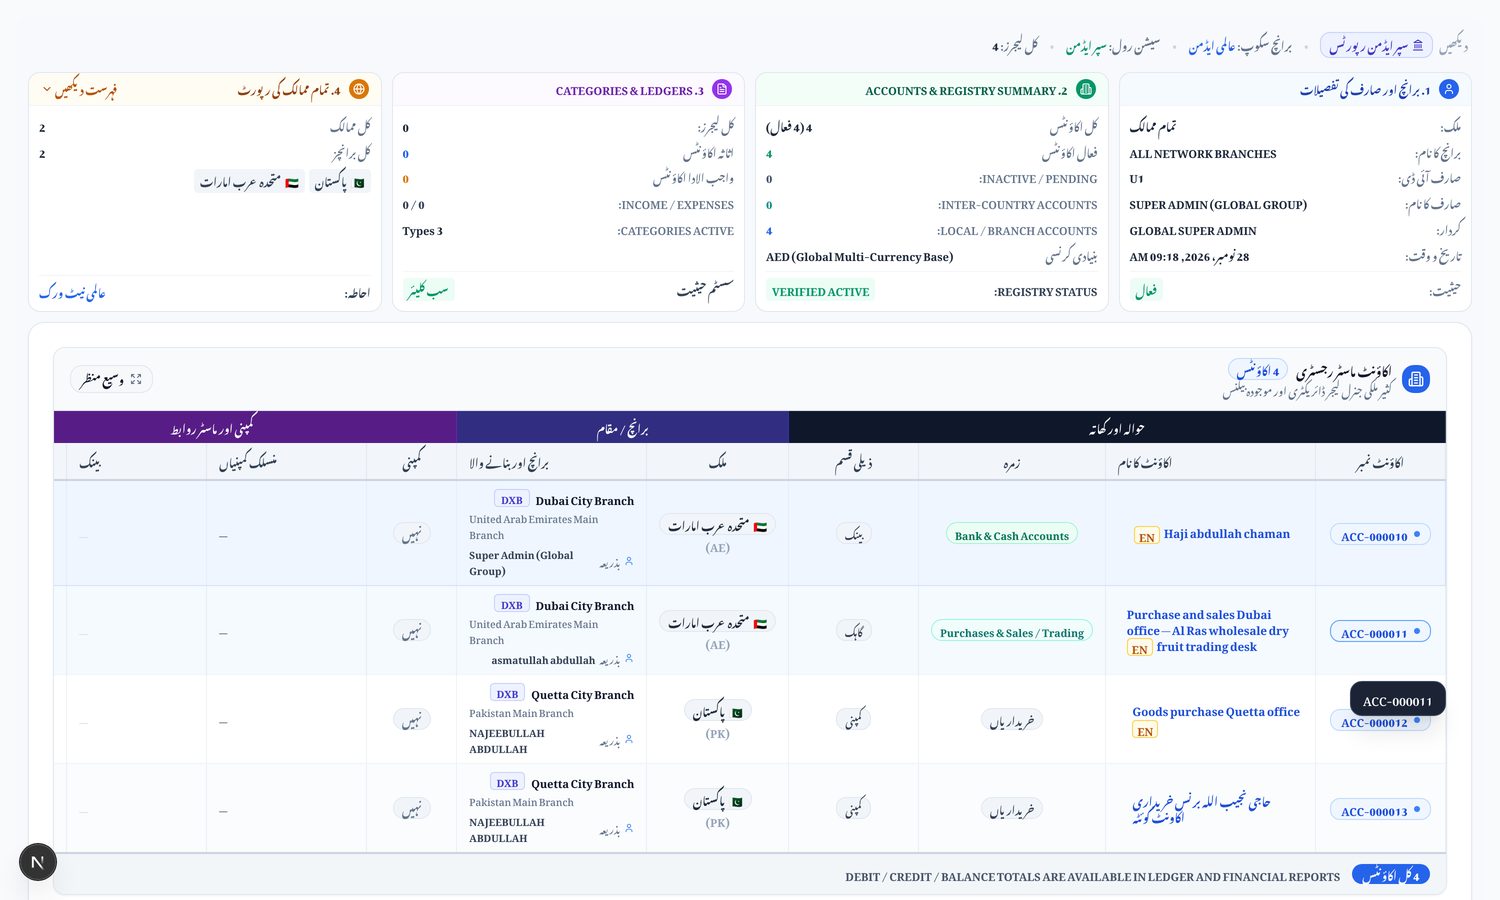 دیکھیں سپر ایڈمن رپورٹس • برانچ سکوپ: عالمی ایڈمن • سیشن رول: سپر ایڈمن • کل لیجرز: 4
1. برانچ اور صارف کی تفصیلات
ملک: تمام ممالک
برانچ کا نام: ALL NETWORK BRANCHES
صارف آئی ڈی: U1
صارف کا نام: SUPER ADMIN (GLOBAL GROUP)
کردار: GLOBAL SUPER ADMIN
تاریخ و وقت: 28 نومبر، 2026, 09:18 AM
حیثیت: فعال
2. ACCOUNTS & REGISTRY SUMMARY
کل اکاؤنٹس 4 (4 فعال)
فعال اکاؤنٹس 4
INACTIVE / PENDING: 0
INTER-COUNTRY ACCOUNTS: 0
LOCAL / BRANCH ACCOUNTS: 4
بنیادی کرنسی AED (Global Multi-Currency Base)
REGISTRY STATUS: VERIFIED ACTIVE
3. CATEGORIES & LEDGERS
کل لیجرز: 0
اثاثہ اکاؤنٹس 0
واجب الادا اکاؤنٹس 0
INCOME / EXPENSES: 0 / 0
CATEGORIES ACTIVE: 3 Types
سسٹم حیثیت سب کلیئر
4. تمام ممالک کی رپورٹ فہرست دیکھیں
کل ممالک 2
کل برانچز 2
پاکستان متحدہ عرب امارات
احاطہ: عالمی نیٹ ورک
اکاؤنٹ ماسٹر رجسٹری 4 اکاؤنٹس
کثیر ملکی جنرل لیجر ڈائریکٹری اور موجودہ بیلنس
وسیع منظر
حوالہ اور کھاتہ برانچ / مقام کمپنی اور ماسٹر روابط
اکاؤنٹ نمبر اکاؤنٹ کا نام زمرہ ذیلی قسم ملک برانچ اور بنانے والا کمپنی منسلک کمپنیاں بینک
ACC-000010
Haji abdullah chaman EN
Bank & Cash Accounts
بینک
متحدہ عرب امارات
(AE)
Dubai City Branch DXB
United Arab Emirates Main
Branch
بذریعہ Super Admin (Global
Group)
نہیں
—
—
ACC-000011
Purchase and sales Dubai
office — Al Ras wholesale dry
fruit trading desk EN
Purchases & Sales / Trading
گاہک
متحدہ عرب امارات
(AE)
Dubai City Branch DXB
United Arab Emirates Main
Branch
بذریعہ asmatullah abdullah
نہیں
—
—
ACC-000011
ACC-000012
Goods purchase Quetta office
EN
خریداریاں
کمپنی
پاکستان
(PK)
Quetta City Branch DXB
Pakistan Main Branch
بذریعہ NAJEEBULLAH
ABDULLAH
نہیں
—
—
ACC-000013
حاجی نجیب اللہ برنس خریداری
اکاونٹ کوئٹہ
خریداریاں
کمپنی
پاکستان
(PK)
Quetta City Branch DXB
Pakistan Main Branch
بذریعہ NAJEEBULLAH
ABDULLAH
نہیں
—
—
4 کل اکاؤنٹس DEBIT / CREDIT / BALANCE TOTALS ARE AVAILABLE IN LEDGER AND FINANCIAL REPORTS
N